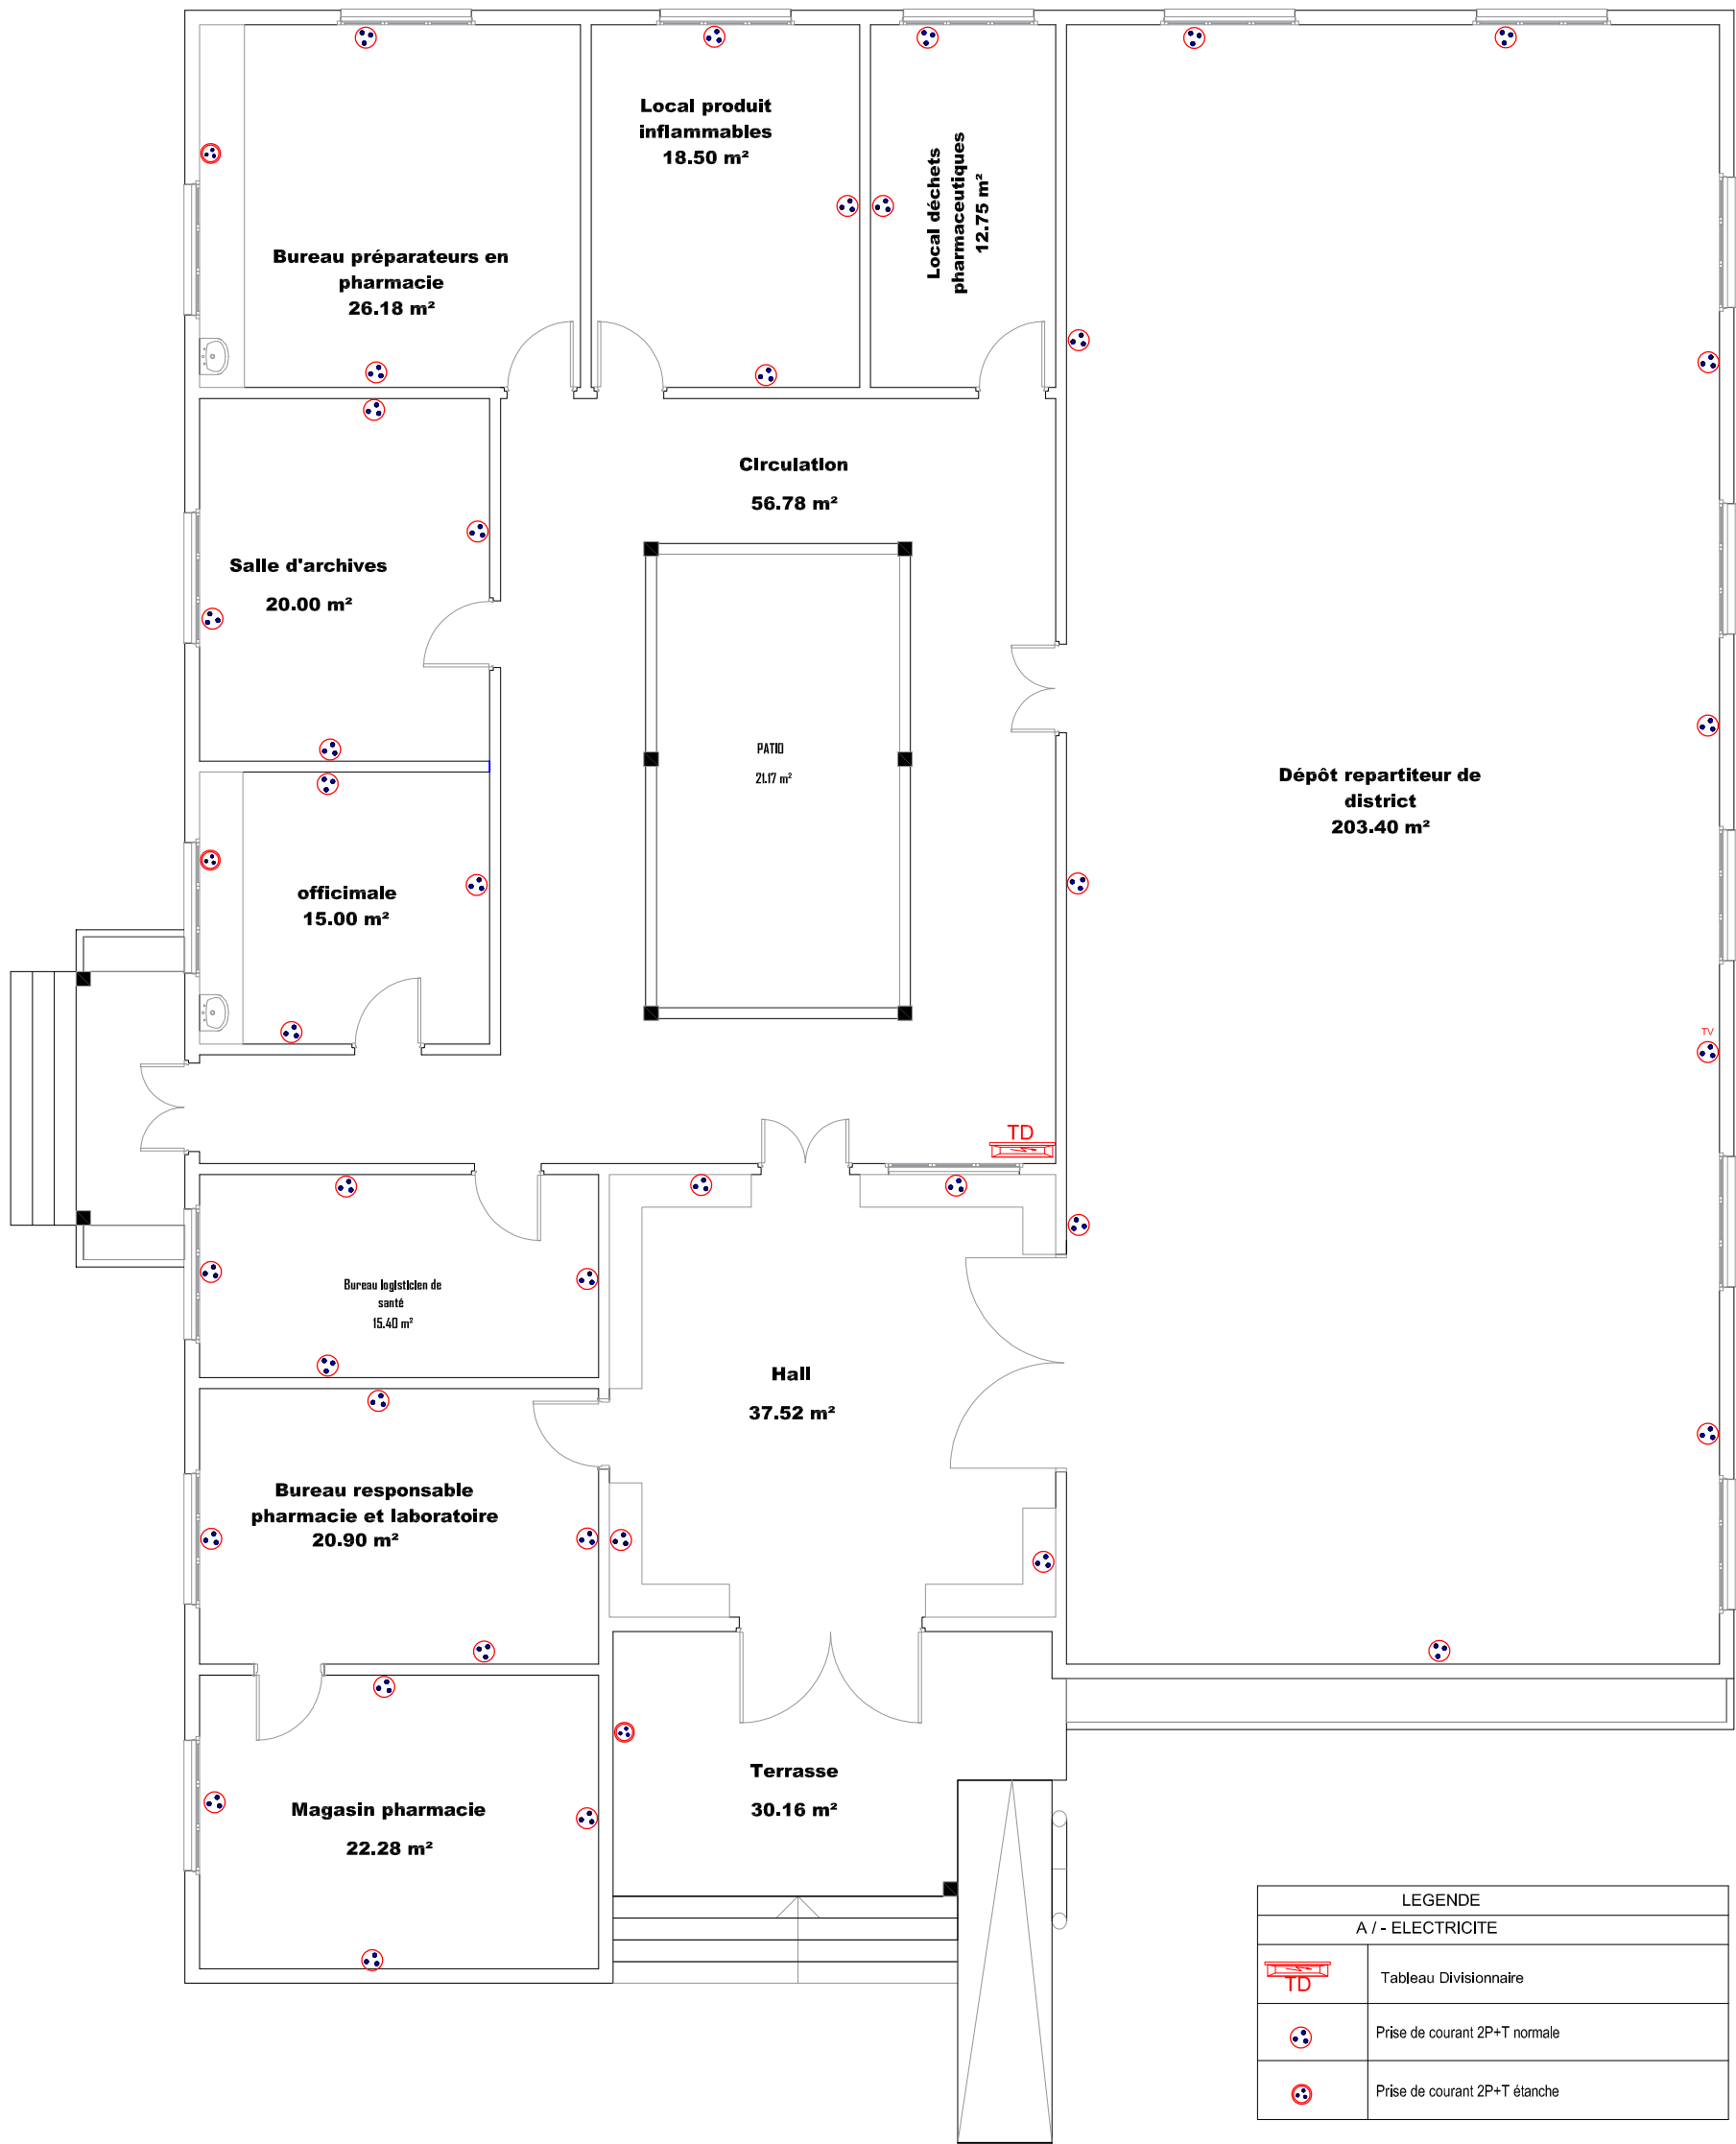 Local produit
inflammables
18.50 m²
Local déchets
pharmaceutiques
12.75 m²
Bureau préparateurs en
pharmacie
26.18 m²
Circulation
56.78 m²
Salle d'archives
20.00 m²
PATIO
21.17 m²
Dépôt repartiteur de
district
203.40 m²
officimale
15.00 m²
TV
TD
Bureau logisticien de
santé
15.40 m²
Hall
37.52 m²
Bureau responsable
pharmacie et laboratoire
20.90 m²
Terrasse
30.16 m²
Magasin pharmacie
22.28 m²
LEGENDE
A / - ELECTRICITE
TD
Tableau Divisionnaire
Prise de courant 2P+T normale
Prise de courant 2P+T étanche